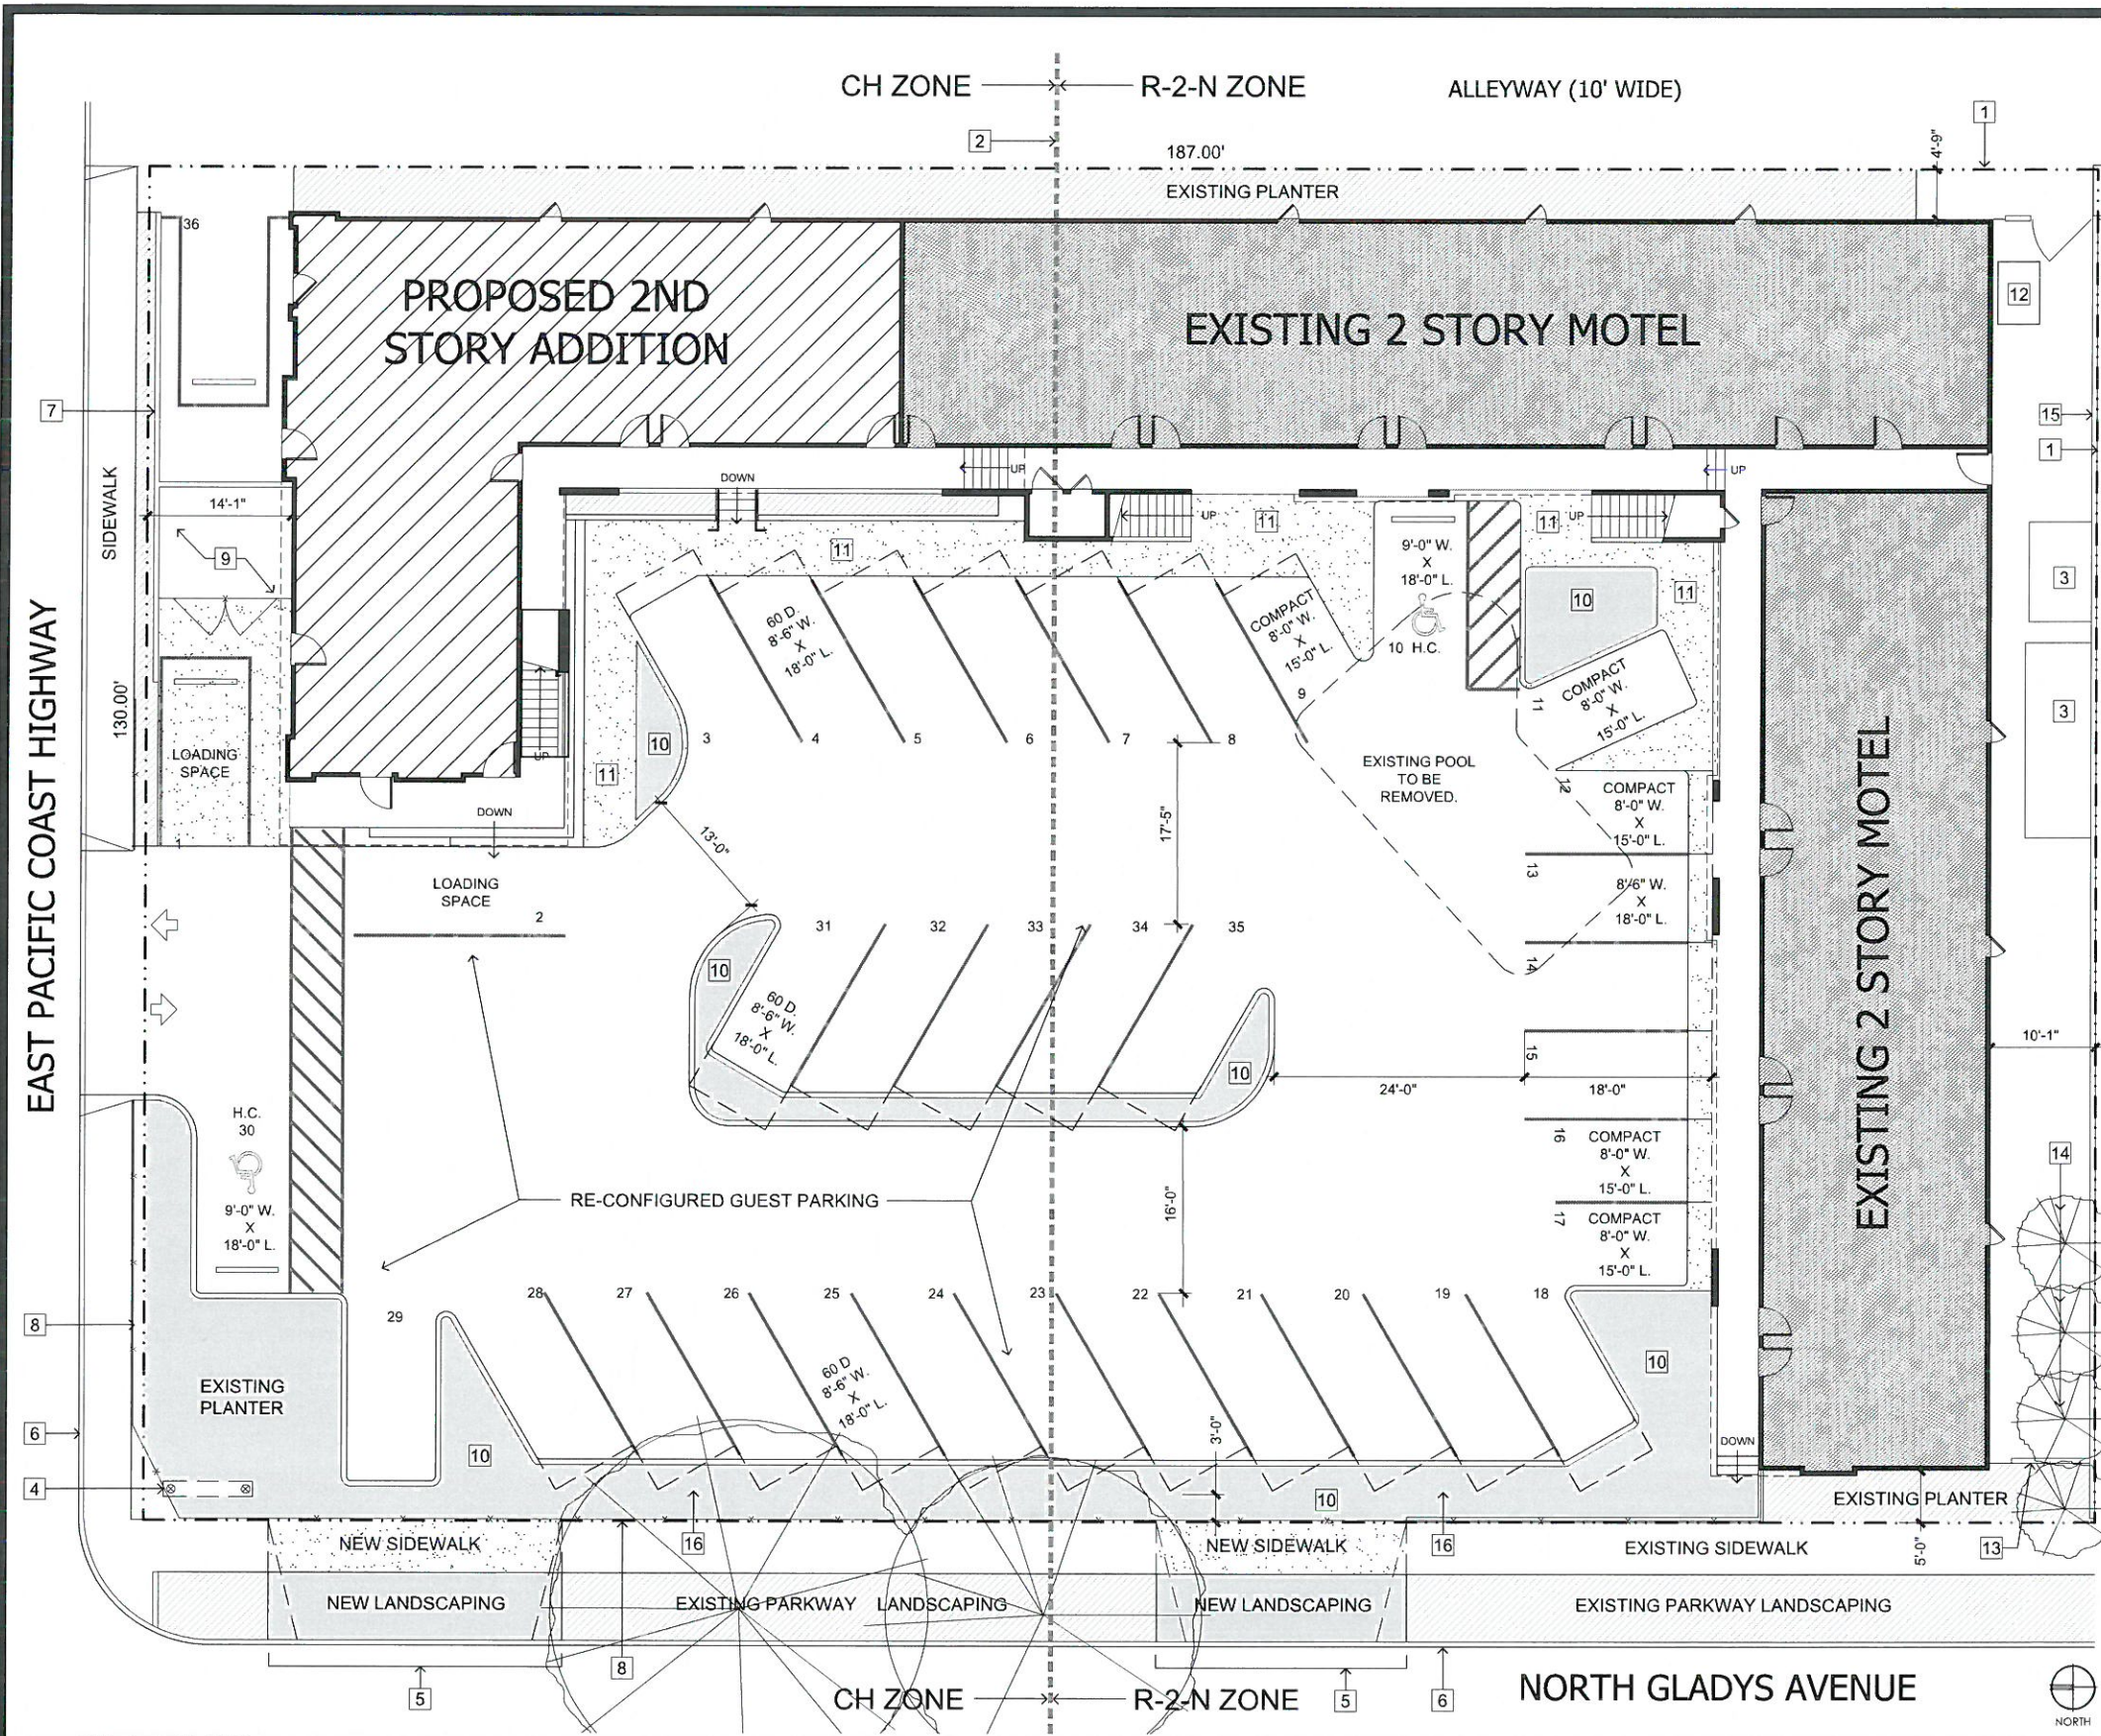 CH ZONE
R-2-N ZONE
ALLEYWAY (10' WIDE)
1
2
187.00'
4'-9"
EXISTING PLANTER
36
PROPOSED 2ND
STORY ADDITION
EXISTING 2 STORY MOTEL
12
7
15
1
SIDEWALK
14'-1"
9
DOWN
UP
UP
UP
UP
11
11
11
11
11
3
3
EAST PACIFIC COAST HIGHWAY
130.00'
LOADING
SPACE
1
UP
DOWN
10
60 D.
8'-6" W.
X
18'-0" L.
COMPACT
8'-0" W.
X
15'-0" L.
9'-0" W.
X
18'-0" L.
10 H.C.
10
COMPACT
8'-0" W.
X
15'-0" L.
3
4
5
6
7
8
9
11
12
EXISTING POOL
TO BE
REMOVED.
COMPACT
8'-0" W.
X
15'-0" L.
13
8'-6" W.
X
18'-0" L.
14
15
EXISTING 2 STORY MOTEL
13'-0"
17'-5"
LOADING
SPACE
2
31
32
33
34
35
10
60 D.
8'-6" W.
X
18'-0" L.
10
24'-0"
18'-0"
10'-1"
H.C.
30
9'-0" W.
X
18'-0" L.
RE-CONFIGURED GUEST PARKING
16'-0"
16
COMPACT
8'-0" W.
X
15'-0" L.
17
COMPACT
8'-0" W.
X
15'-0" L.
14
29
28
27
26
25
24
23
22
21
20
19
18
8
6
4
EXISTING
PLANTER
10
60 D
8'-6" W.
X
18'-0" L.
3'-0"
10
10
DOWN
EXISTING PLANTER
5'-0"
13
NEW SIDEWALK
16
NEW SIDEWALK
16
EXISTING SIDEWALK
NEW LANDSCAPING
EXISTING PARKWAY LANDSCAPING
NEW LANDSCAPING
EXISTING PARKWAY LANDSCAPING
5
8
CH ZONE
R-2-N ZONE
5
6
NORTH GLADYS AVENUE
NORTH